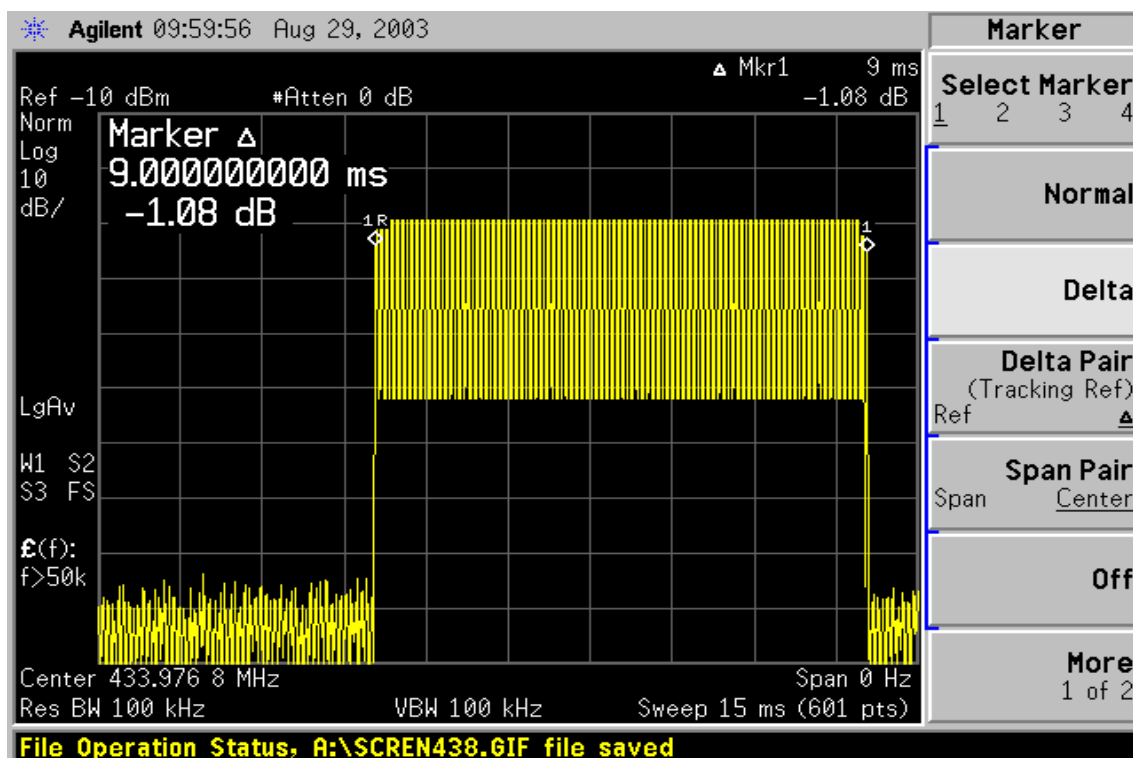 Agilent 09:59:56 Aug 29, 2003
Δ Mkr1 9 ms
Ref -10 dBm #Atten 0 dB -1.08 dB
Norm
Log
10
dB/
Marker Δ
9.000000000 ms
-1.08 dB
1R
1
LgAv
W1 S2
S3 FS
£(f):
f>50k
Center 433.976 8 MHz Span 0 Hz
Res BW 100 kHz VBW 100 kHz Sweep 15 ms (601 pts)
File Operation Status, A:\SCREN438.GIF file saved
Marker
Select Marker
1 2 3 4
Normal
Delta
Delta Pair
(Tracking Ref)
Ref Δ
Span Pair
Span Center
Off
More
1 of 2